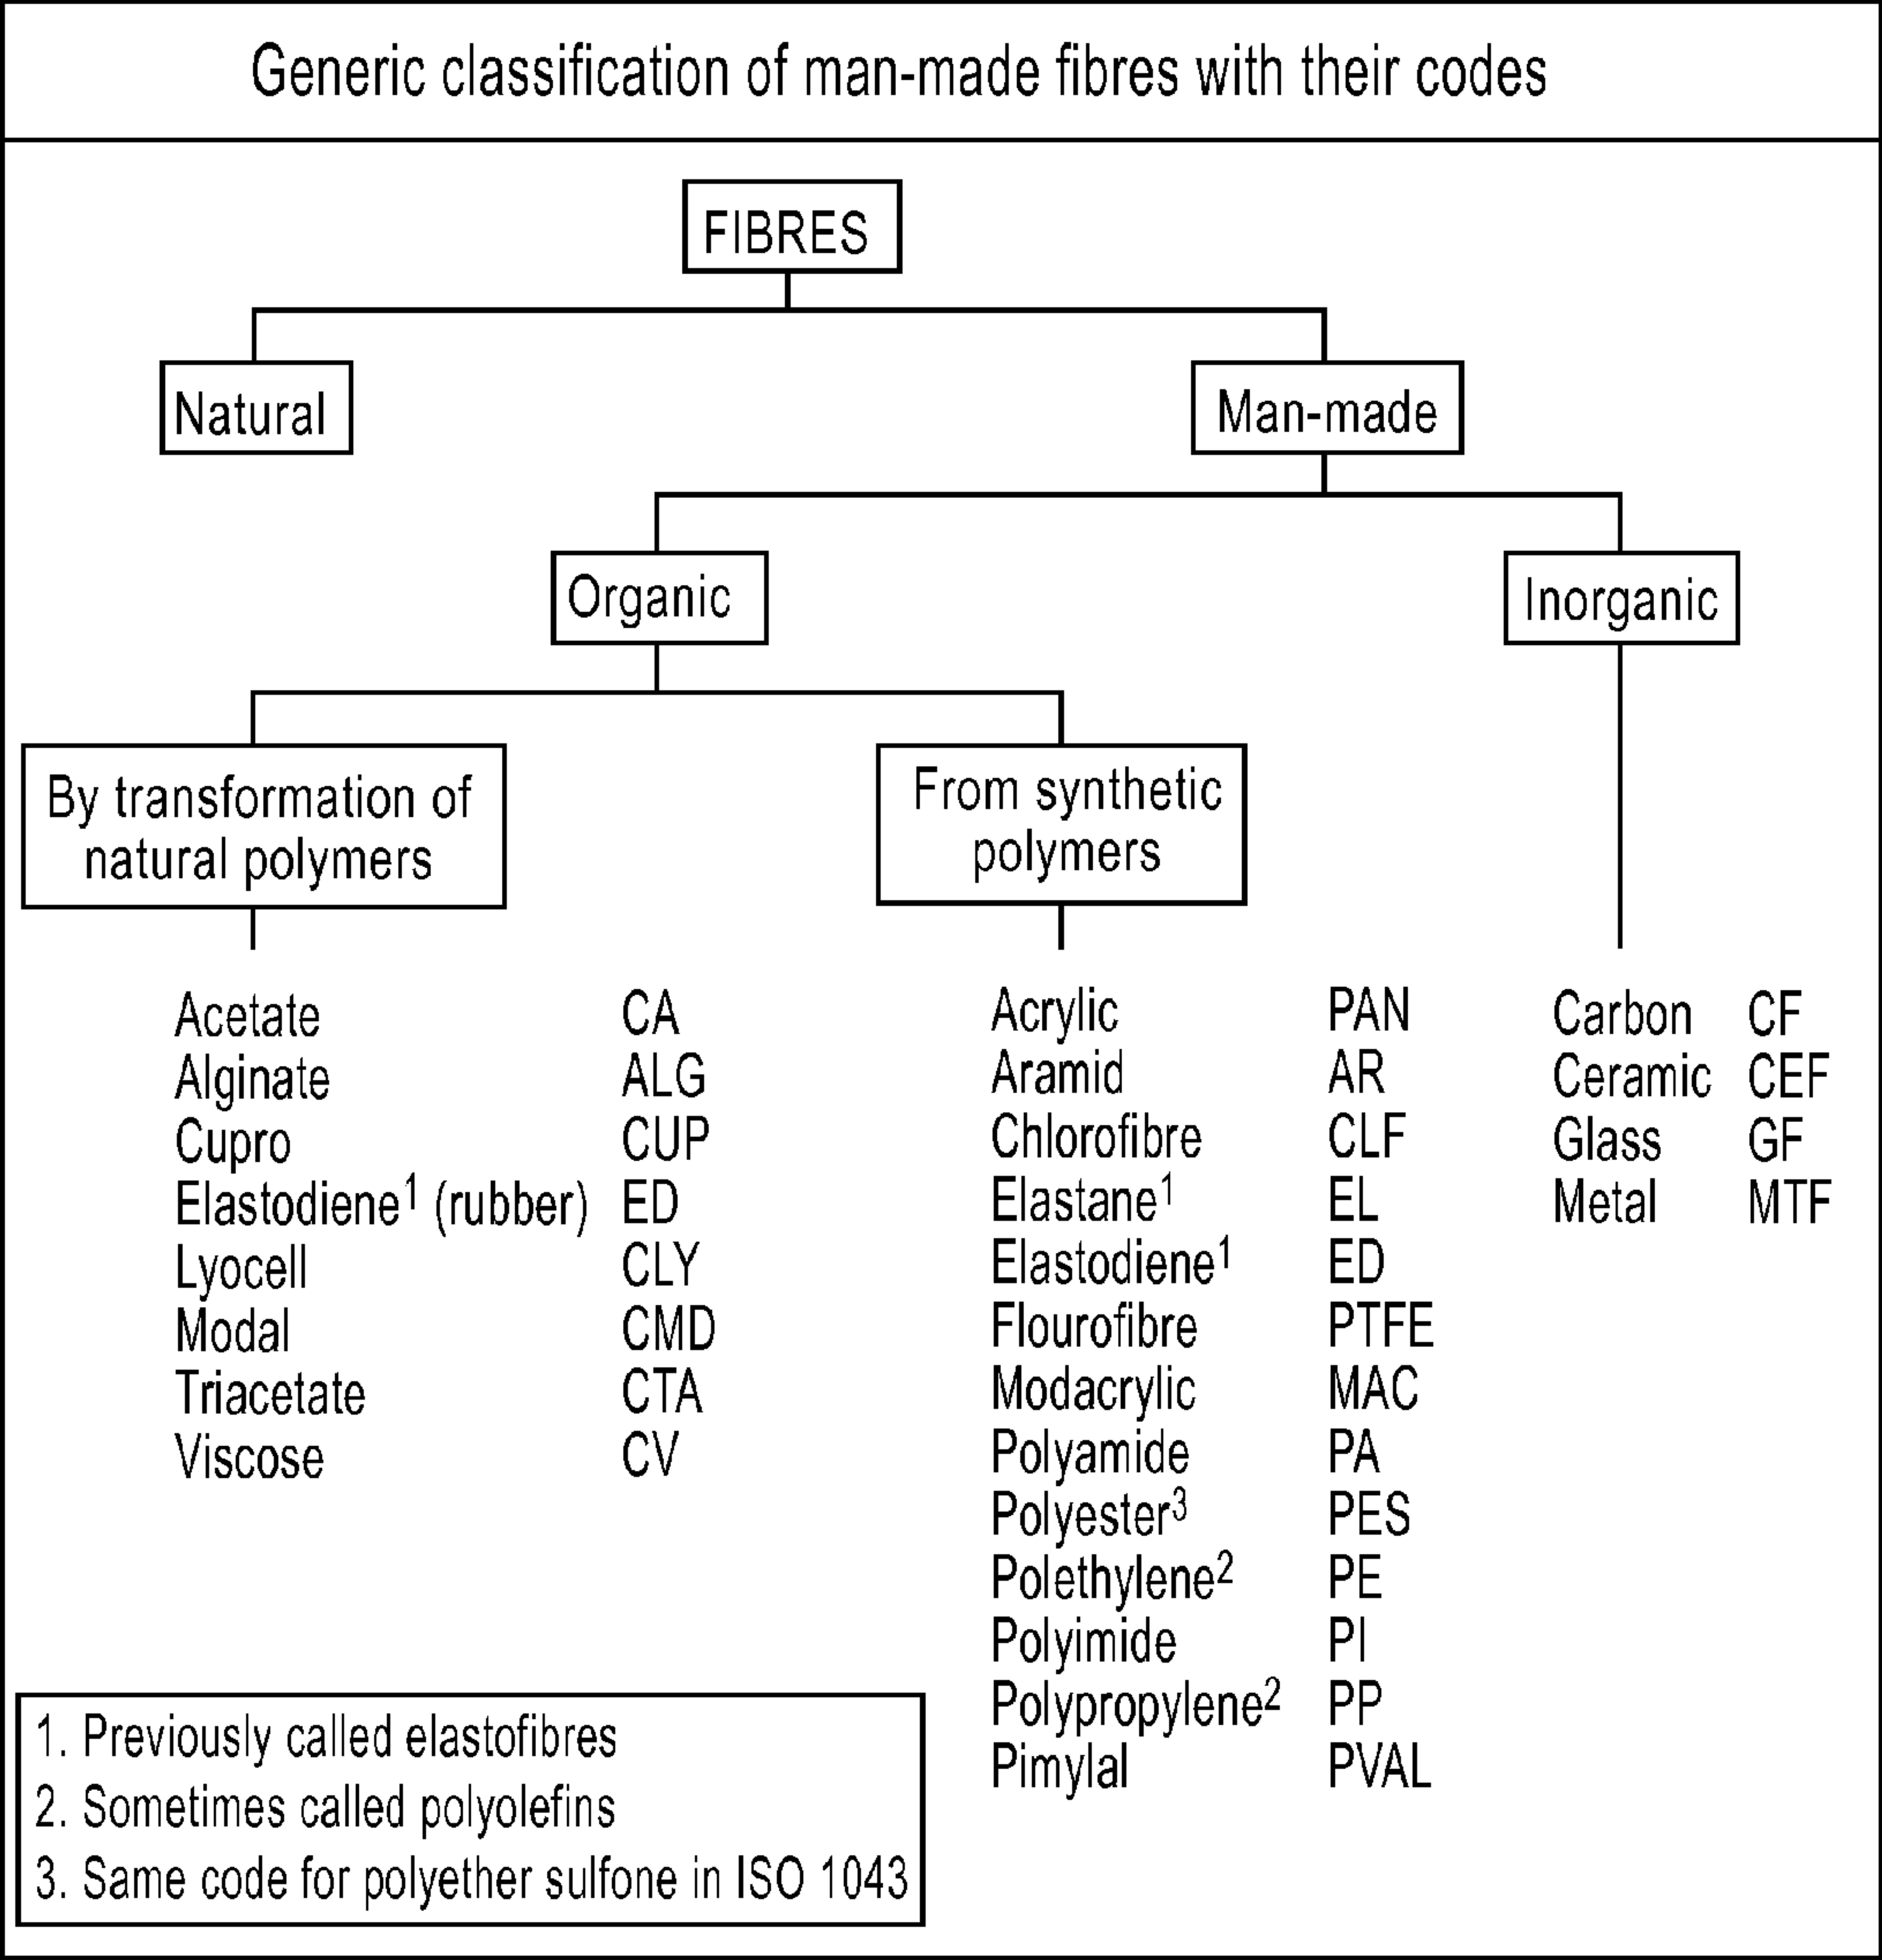 Generic classification of man-made fibres with their codes
FIBRES
Natural
Man-made
Organic
Inorganic
By transformation of
natural polymers
From synthetic
polymers
Acetate CA
Alginate ALG
Cupro CUP
Elastodiene¹ (rubber) ED
Lyocell CLY
Modal CMD
Triacetate CTA
Viscose CV
Acrylic PAN
Aramid AR
Chlorofibre CLF
Elastane¹ EL
Elastodiene¹ ED
Flourofibre PTFE
Modacrylic MAC
Polyamide PA
Polyester³ PES
Polethylene² PE
Polyimide PI
Polypropylene² PP
Pimylal PVAL
Carbon CF
Ceramic CEF
Glass GF
Metal MTF
1. Previously called elastofibres
2. Sometimes called polyolefins
3. Same code for polyether sulfone in ISO 1043